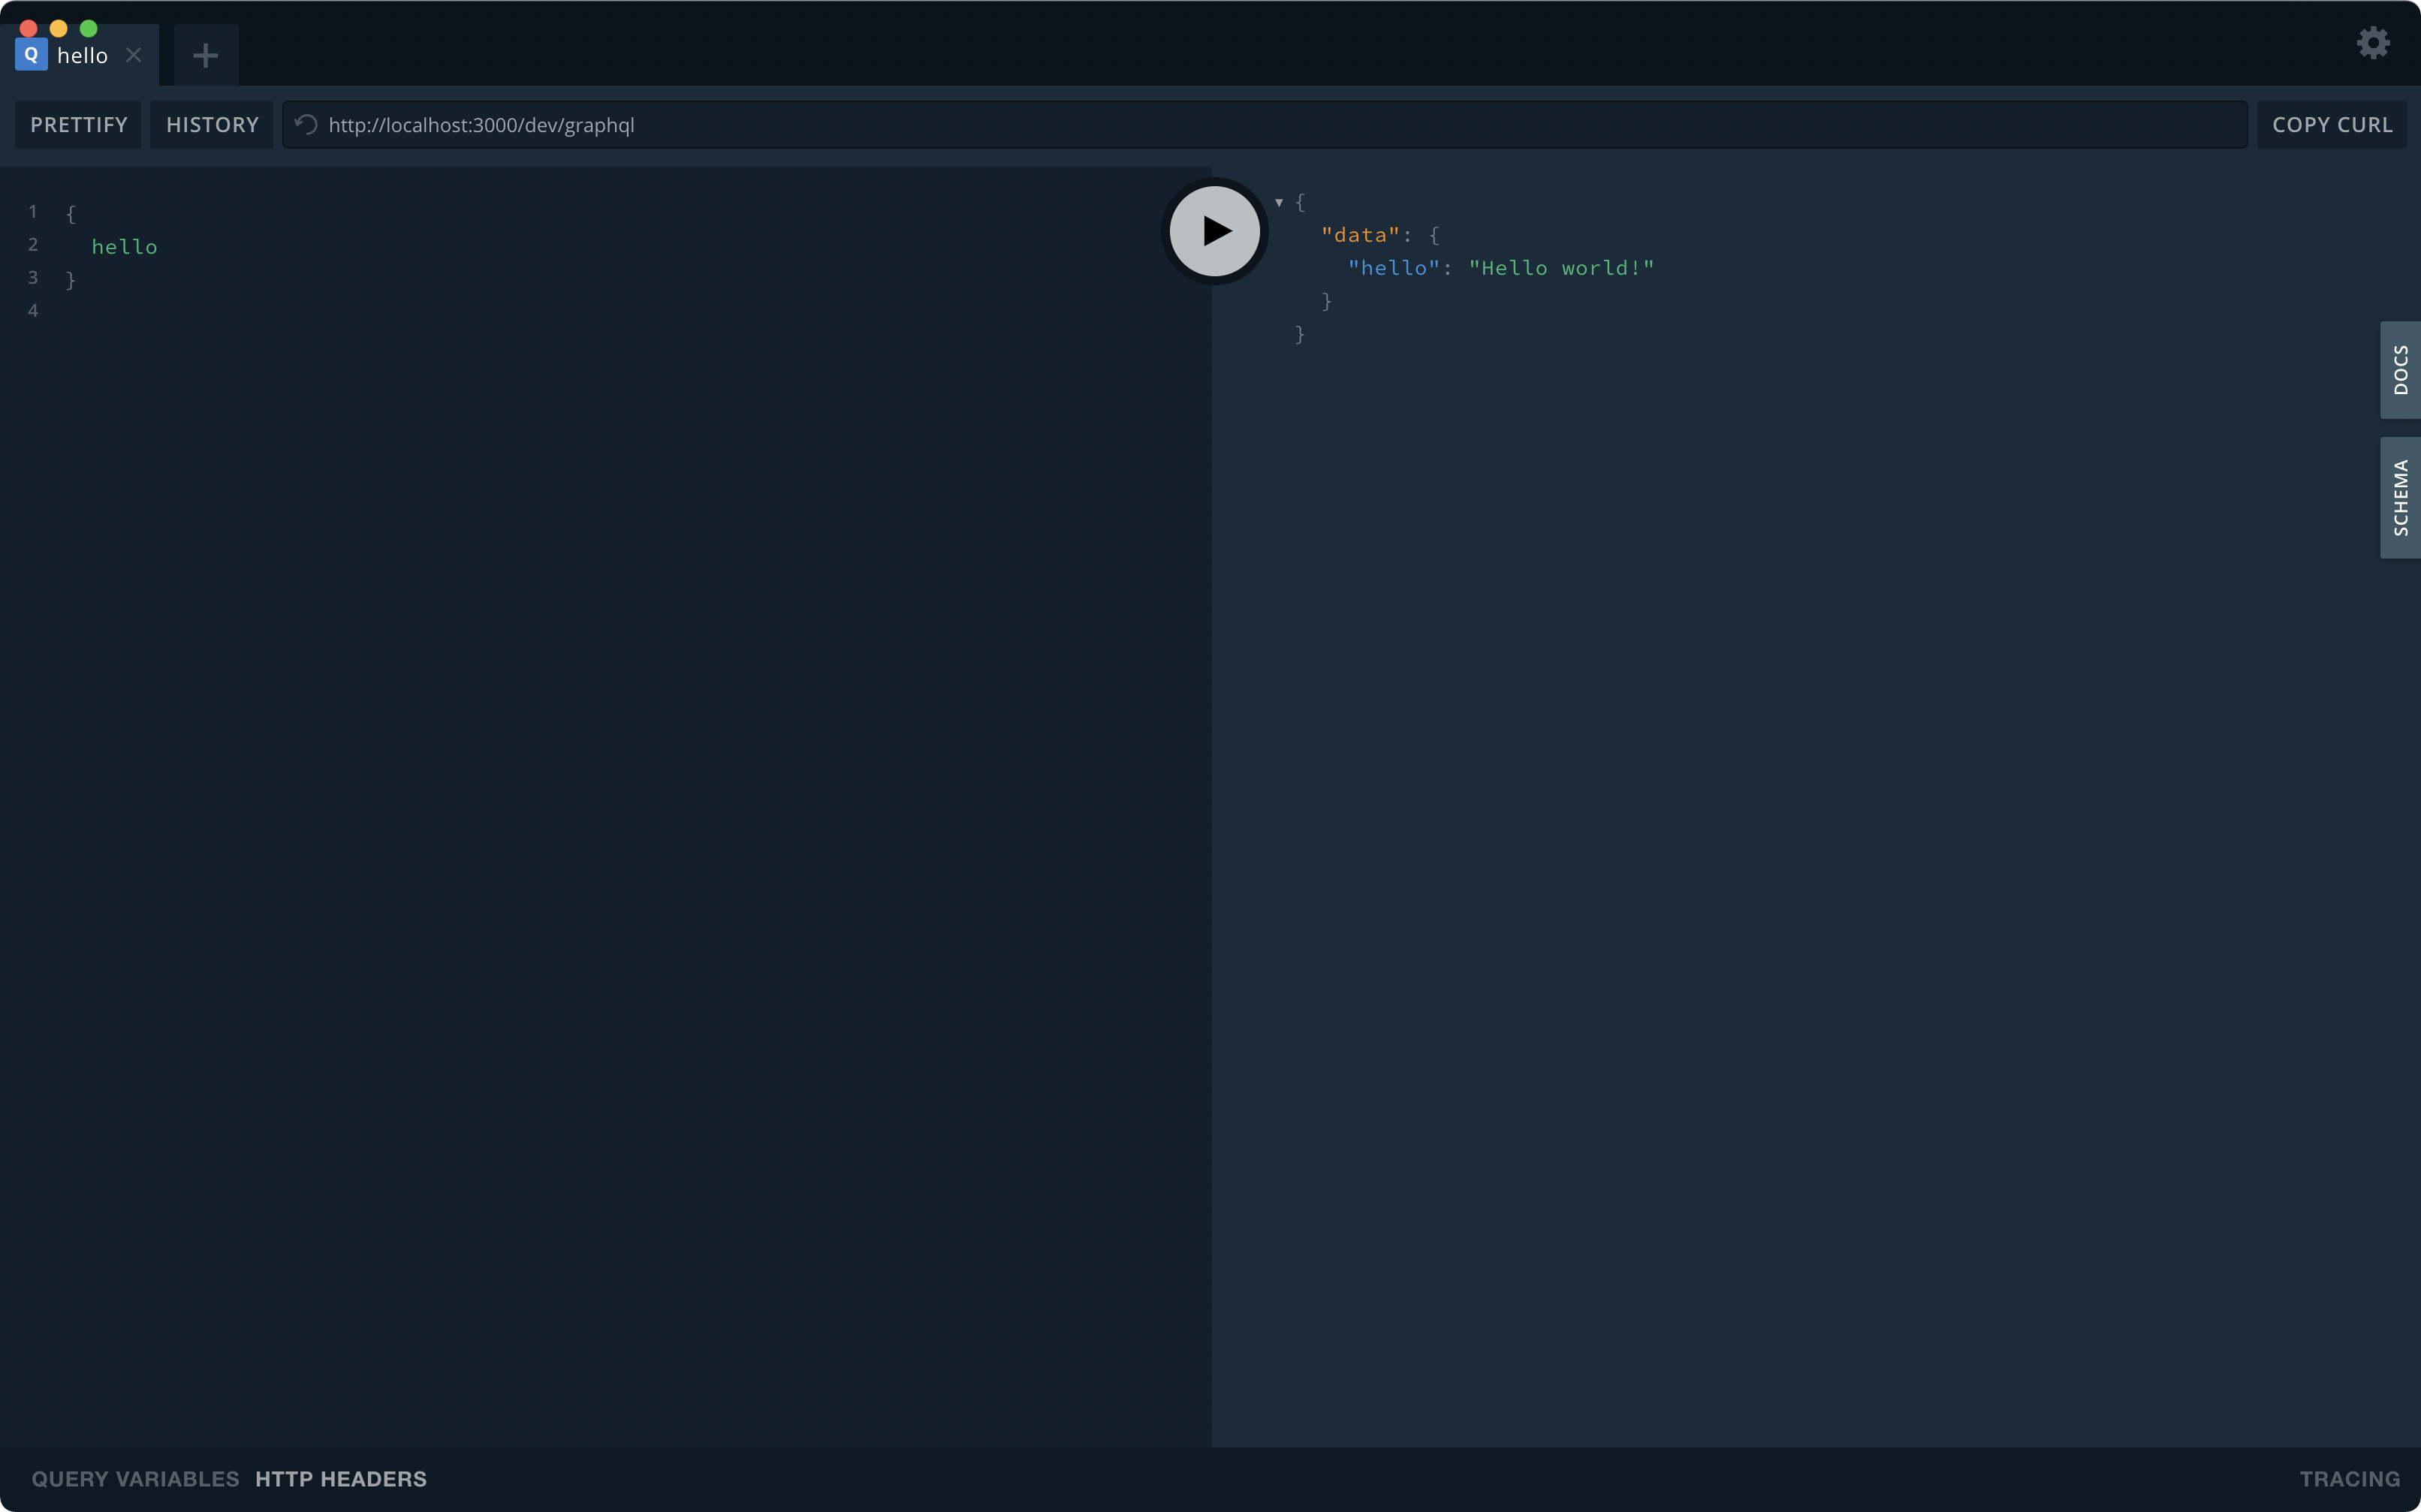 Q hello
PRETTIFY HISTORY http://localhost:3000/dev/graphql COPY CURL
1 {
2 hello
3 }
4
{
"data": {
"hello": "Hello world!"
}
}
DOCS
SCHEMA
QUERY VARIABLES HTTP HEADERS TRACING